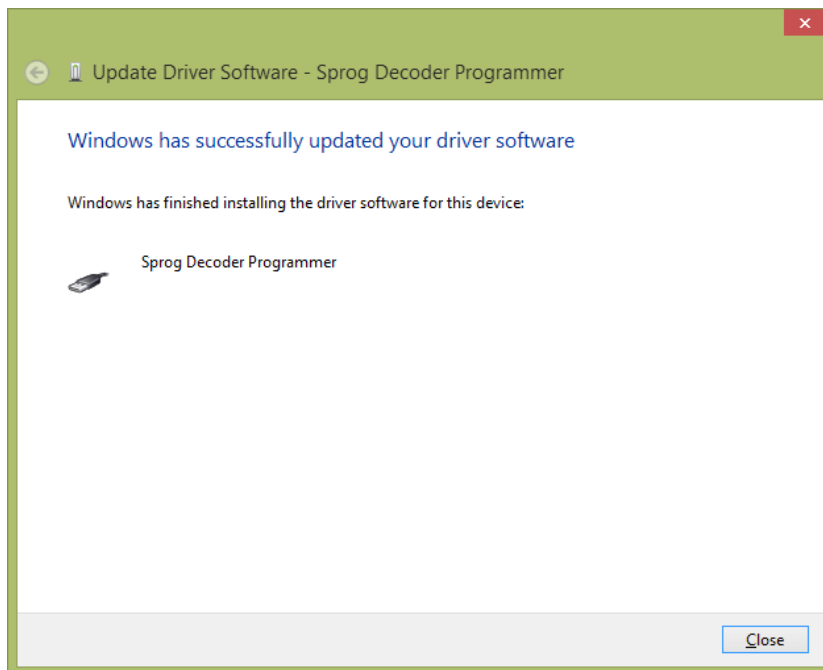 Update Driver Software - Sprog Decoder Programmer
Windows has successfully updated your driver software
Windows has finished installing the driver software for this device:
Sprog Decoder Programmer
Close